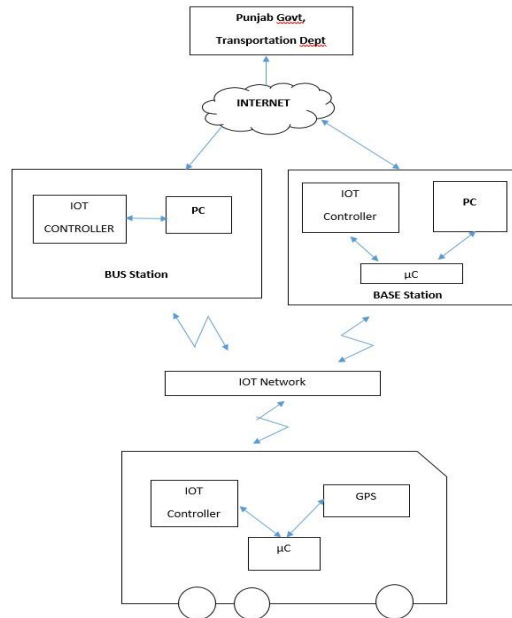 Punjab Govt,
Transportation Dept
INTERNET
IOT
CONTROLLER
PC
BUS Station
IOT
Controller
PC
µC
BASE Station
IOT Network
IOT
Controller
GPS
µC